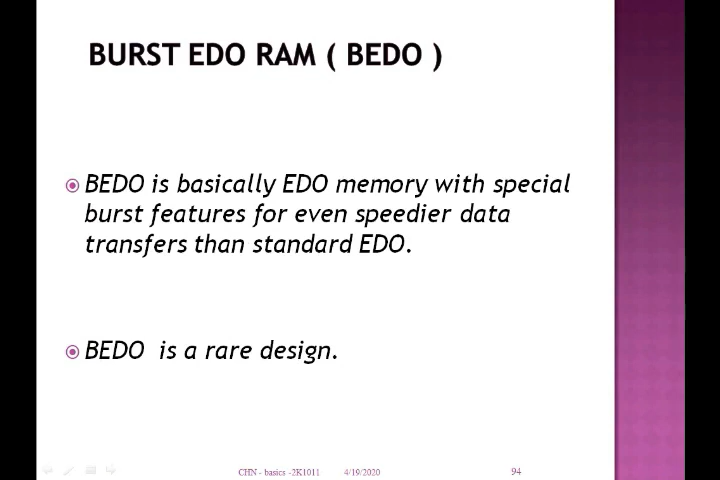 BURST EDO RAM ( BEDO )
BEDO is basically EDO memory with special
burst features for even speedier data
transfers than standard EDO.
BEDO  is a rare design.
CHN - basics -2K1011 4/19/2020 94